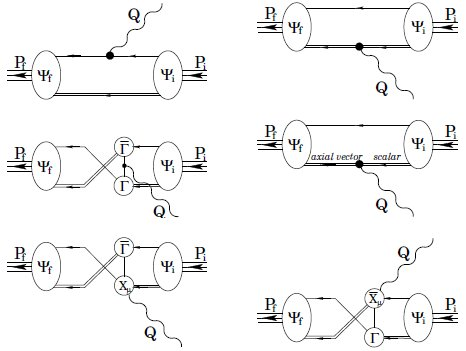 Q
P_f Ψ_f Ψ_i P_i
P_f Ψ_f Ψ_i P_i
Q
P_f Ψ_f Γ̄ Γ Ψ_i P_i
Q
P_f Ψ_f axial vector scalar Ψ_i P_i
Q
P_f Ψ_f Γ̄ X_μ Ψ_i P_i
Q
Q
P_f Ψ_f X̄_μ Γ Ψ_i P_i